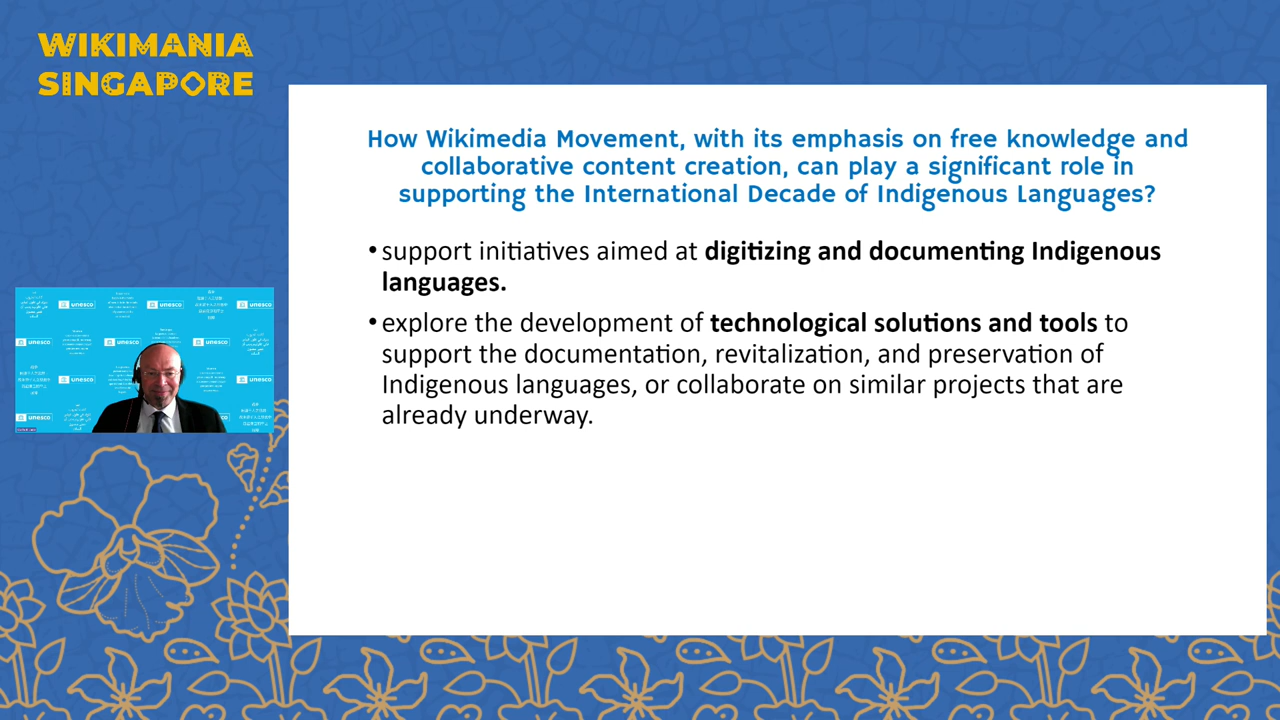 WIKIMANIA
SINGAPORE
How Wikimedia Movement, with its emphasis on free knowledge and
collaborative content creation, can play a significant role in
supporting the International Decade of Indigenous Languages?
•support initiatives aimed at digitizing and documenting Indigenous
languages.
•explore the development of technological solutions and tools to
support the documentation, revitalization, and preservation of
Indigenous languages, or collaborate on similar projects that are
already underway.
unesco
unesco
unesco
unesco
unesco
unesco
unesco
unesco
unesco